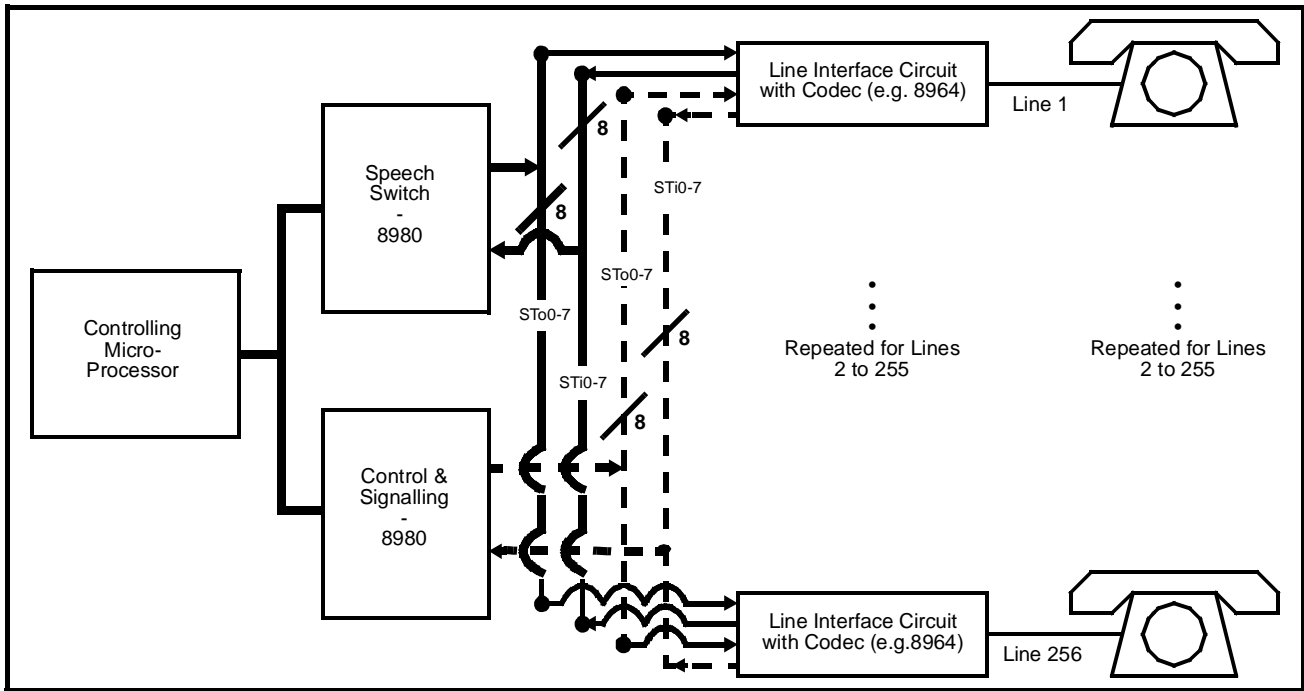 Line Interface Circuit
with Codec (e.g. 8964)
Line 1
8
Speech
Switch
-
8980
8
STi0-7
STo0-7
STo0-7
Controlling
Micro-
Processor
8
Repeated for Lines
2 to 255
Repeated for Lines
2 to 255
STi0-7
8
Control &
Signalling
-
8980
Line Interface Circuit
with Codec (e.g.8964)
Line 256